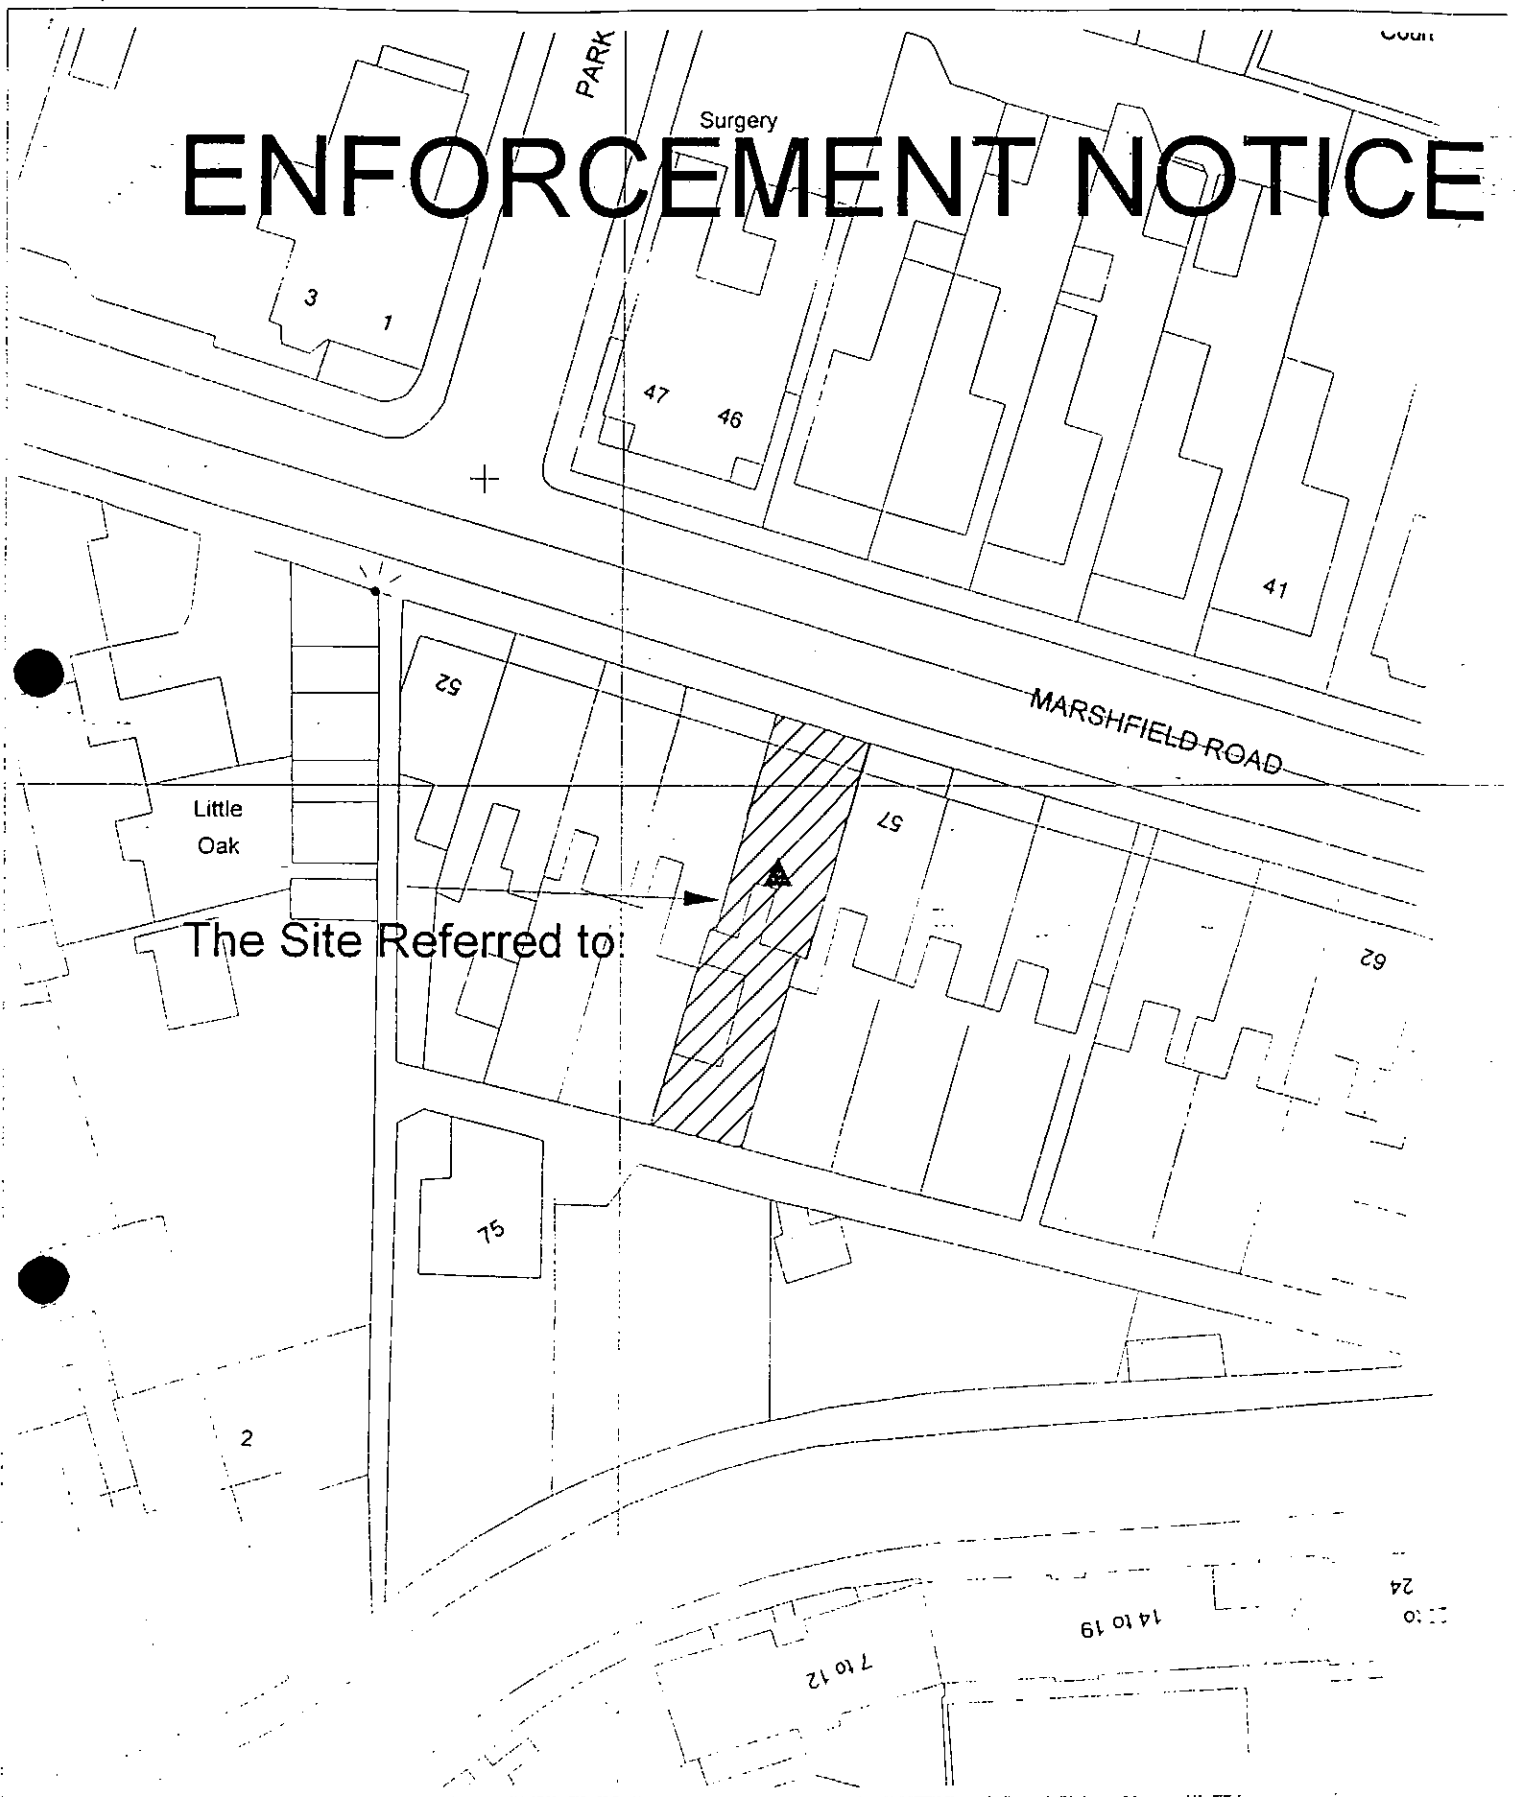 PARK
Surgery
ENFORCEMENT NOTICE
3
1
47
46
41
52
MARSHFIELD ROAD
Little
Oak
57
The Site Referred to:
62
75
2
14 to 19
7 to 12
24
to